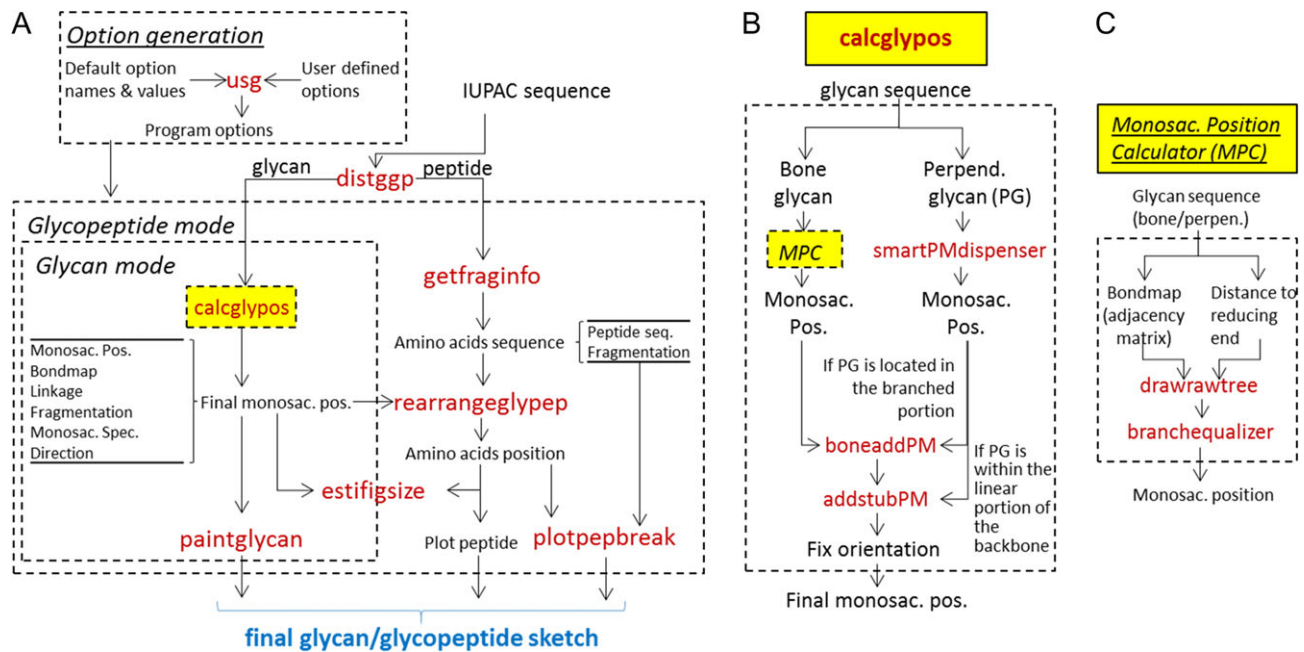 A
Option generation
Default option
names & values
usg
User defined
options
Program options
IUPAC sequence
glycan
peptide
distggp
Glycopeptide mode
Glycan mode
calcglypos
getfraginfo
Amino acids sequence
Peptide seq.
Fragmentation
Monosac. Pos.
Bondmap
Linkage
Fragmentation
Monosac. Spec.
Direction
Final monosac. pos.
rearrangeglypep
Amino acids position
estifigsize
paintglycan
Plot peptide
plotpepbreak
final glycan/glycopeptide sketch
B
calcglypos
glycan sequence
Bone
glycan
Perpend.
glycan (PG)
MPC
smartPMdispenser
Monosac.
Pos.
Monosac.
Pos.
If PG is located in
the branched
portion
boneaddPM
If PG is
within the
linear
portion of
the
backbone
addstubPM
Fix orientation
Final monosac. pos.
C
Monosac. Position
Calculator (MPC)
Glycan sequence
(bone/perpen.)
Bondmap
(adjacency
matrix)
Distance to
reducing
end
drawrawtree
branchequalizer
Monosac. position